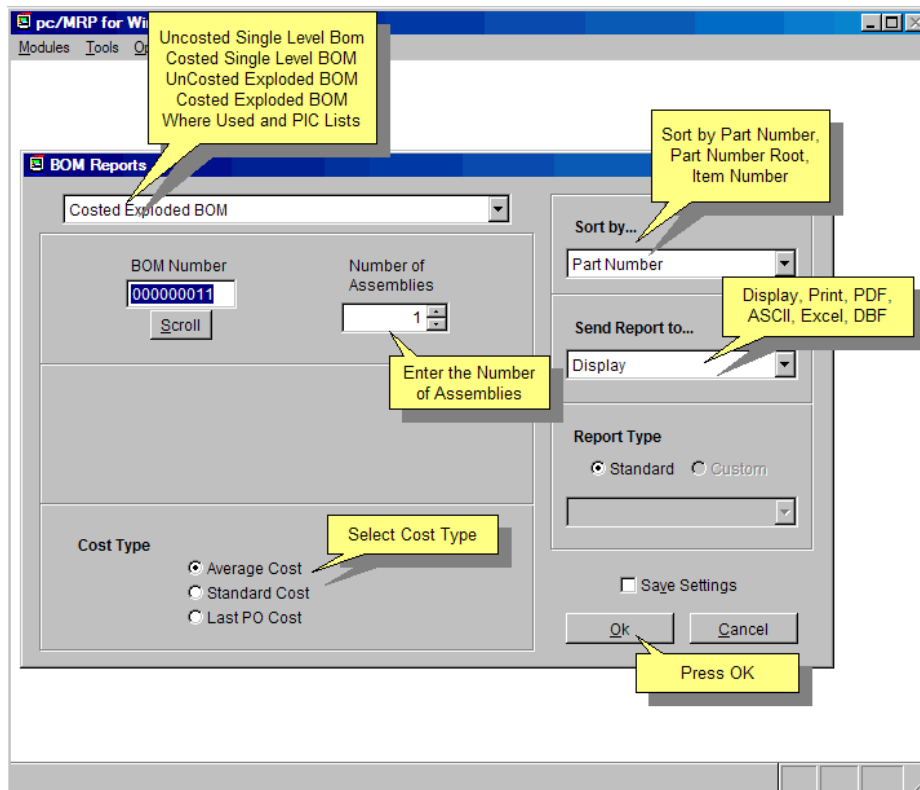 pc/MRP for Wi
Modules Tools
Uncosted Single Level Bom
Costed Single Level BOM
UnCosted Exploded BOM
Costed Exploded BOM
Where Used and PIC Lists
Sort by Part Number,
Part Number Root,
Item Number
BOM Reports
Costed Exploded BOM
Sort by...
Part Number
BOM Number
000000011
Scroll
Number of
Assemblies
1
Enter the Number
of Assemblies
Display, Print, PDF,
ASCII, Excel, DBF
Send Report to...
Display
Report Type
Standard Custom
Cost Type
Select Cost Type
Average Cost
Standard Cost
Last PO Cost
Save Settings
Ok Cancel
Press OK